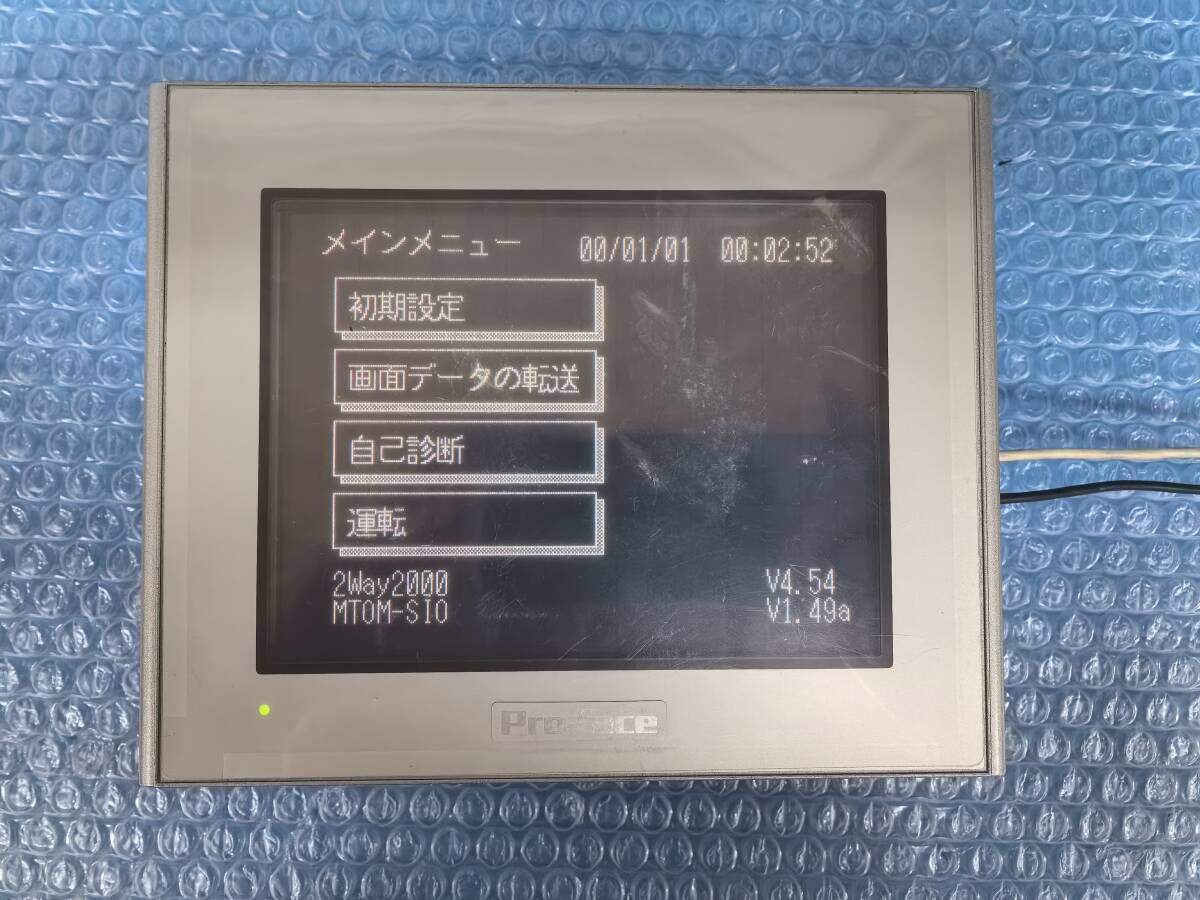 メインメニュー 00/01/01 00:02:52
初期設定
画面データの転送
自己診断
運転
2Way2000 V4.54
MTOM-SIO V1.49a
Pro-face